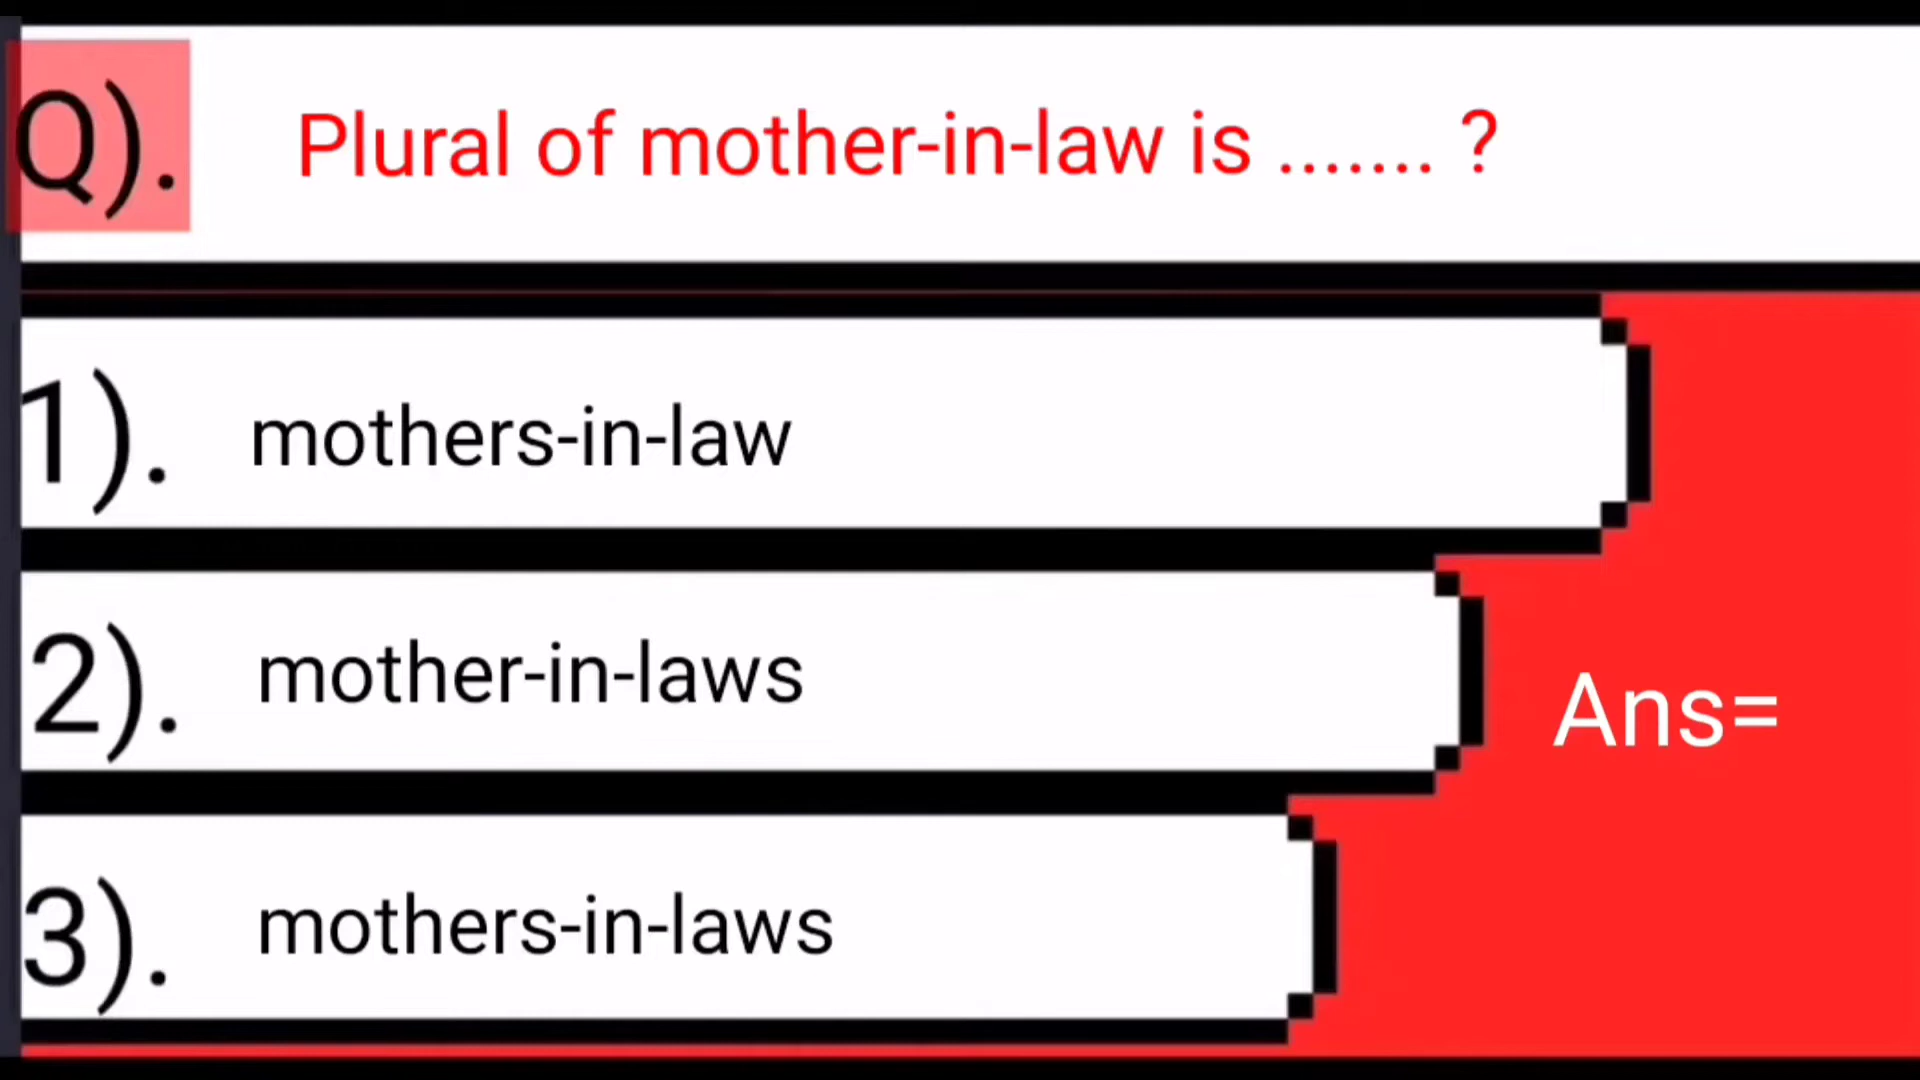 Q). Plural of mother-in-law is ....... ?
1). mothers-in-law
2). mother-in-laws
Ans=
3). mothers-in-laws